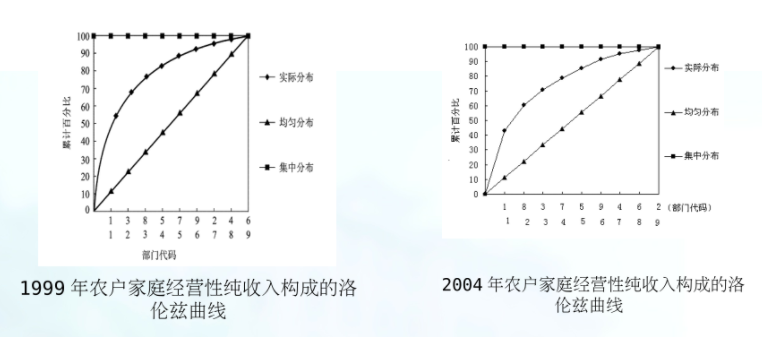 100
90
80
70
60
50
40
30
20
10
0
累计百分比
1 3 8 5 7 9 2 4 6
1 2 3 4 5 6 7 8 9
部门代码
实际分布
均匀分布
集中分布
1999 年农户家庭经营性纯收入构成的洛
伦兹曲线
100
90
80
70
60
50
40
30
20
10
0
累计百分比
1 8 3 7 5 9 4 6 2 (部门代码)
1 2 3 4 5 6 7 8 9
实际分布
均匀分布
集中分布
2004 年农户家庭经营性纯收入构成的洛
伦兹曲线